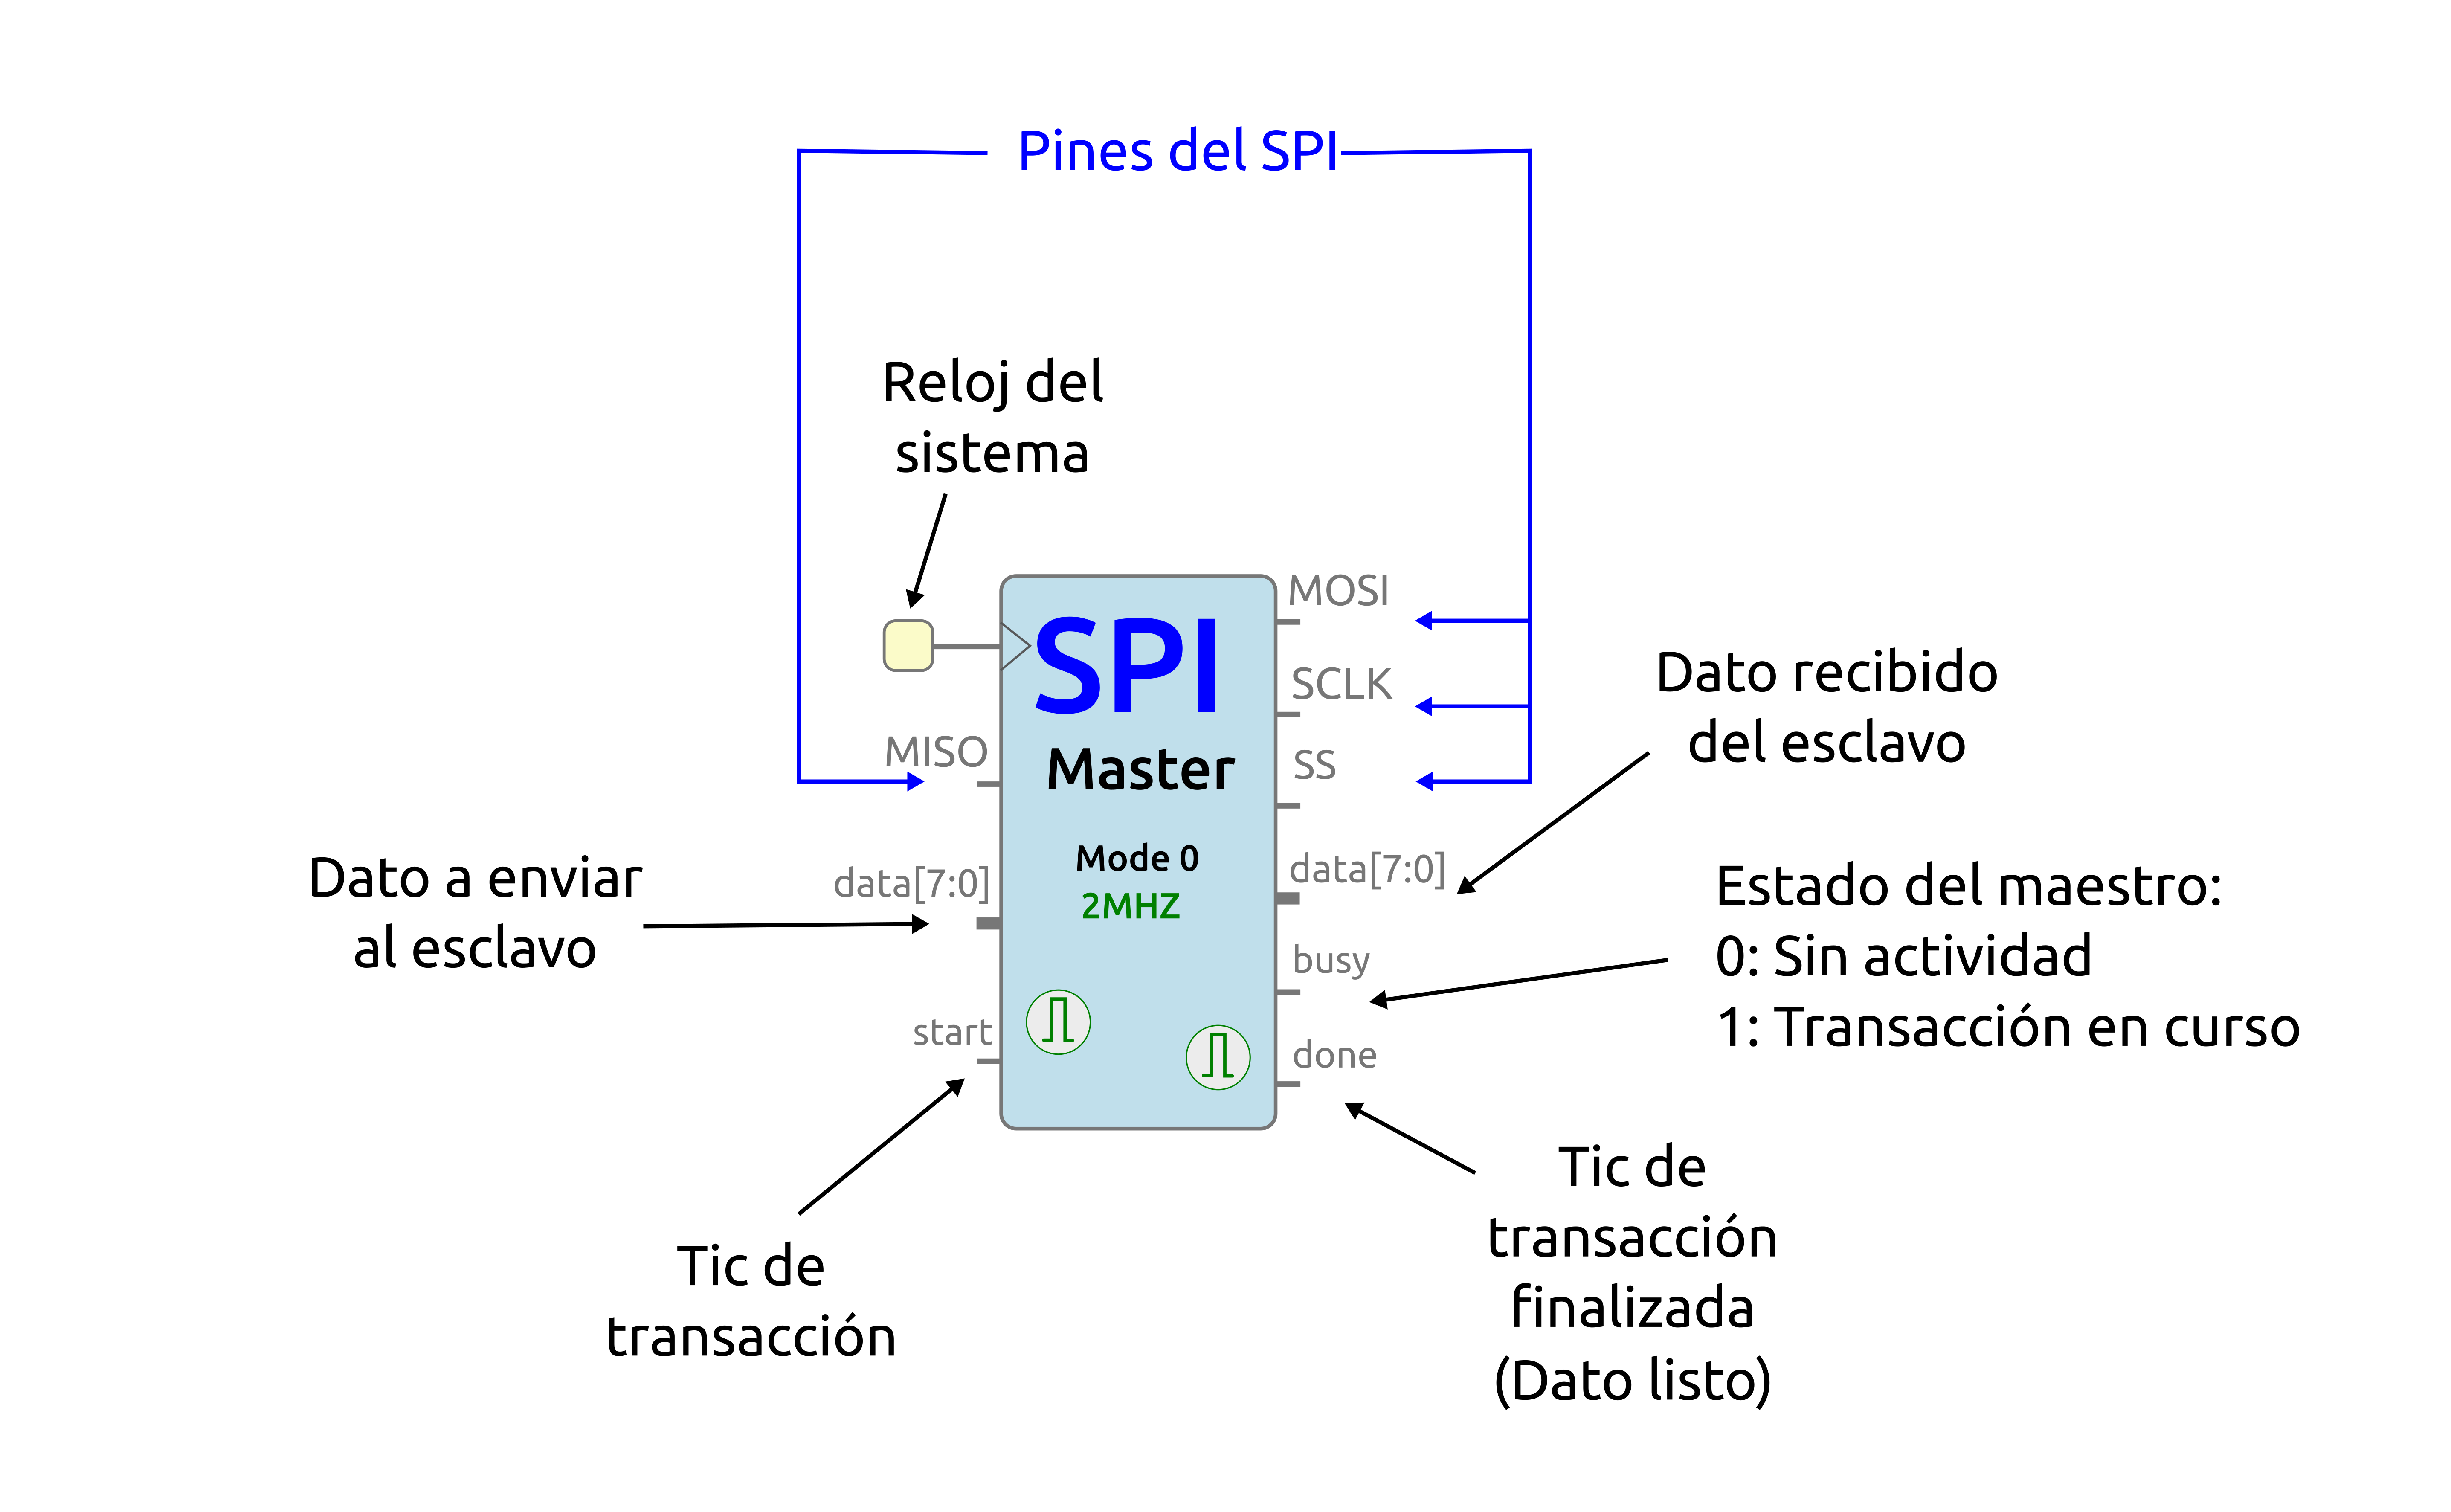 Pines del SPI
Reloj del
sistema
MOSI
SPI
SCLK
MISO
Master
SS
Dato recibido
del esclavo
Mode 0
2MHZ
data[7:0]
data[7:0]
Dato a enviar
al esclavo
Estado del maestro:
0: Sin actividad
1: Transacción en curso
busy
start
done
Tic de
transacción
Tic de
transacción
finalizada
(Dato listo)